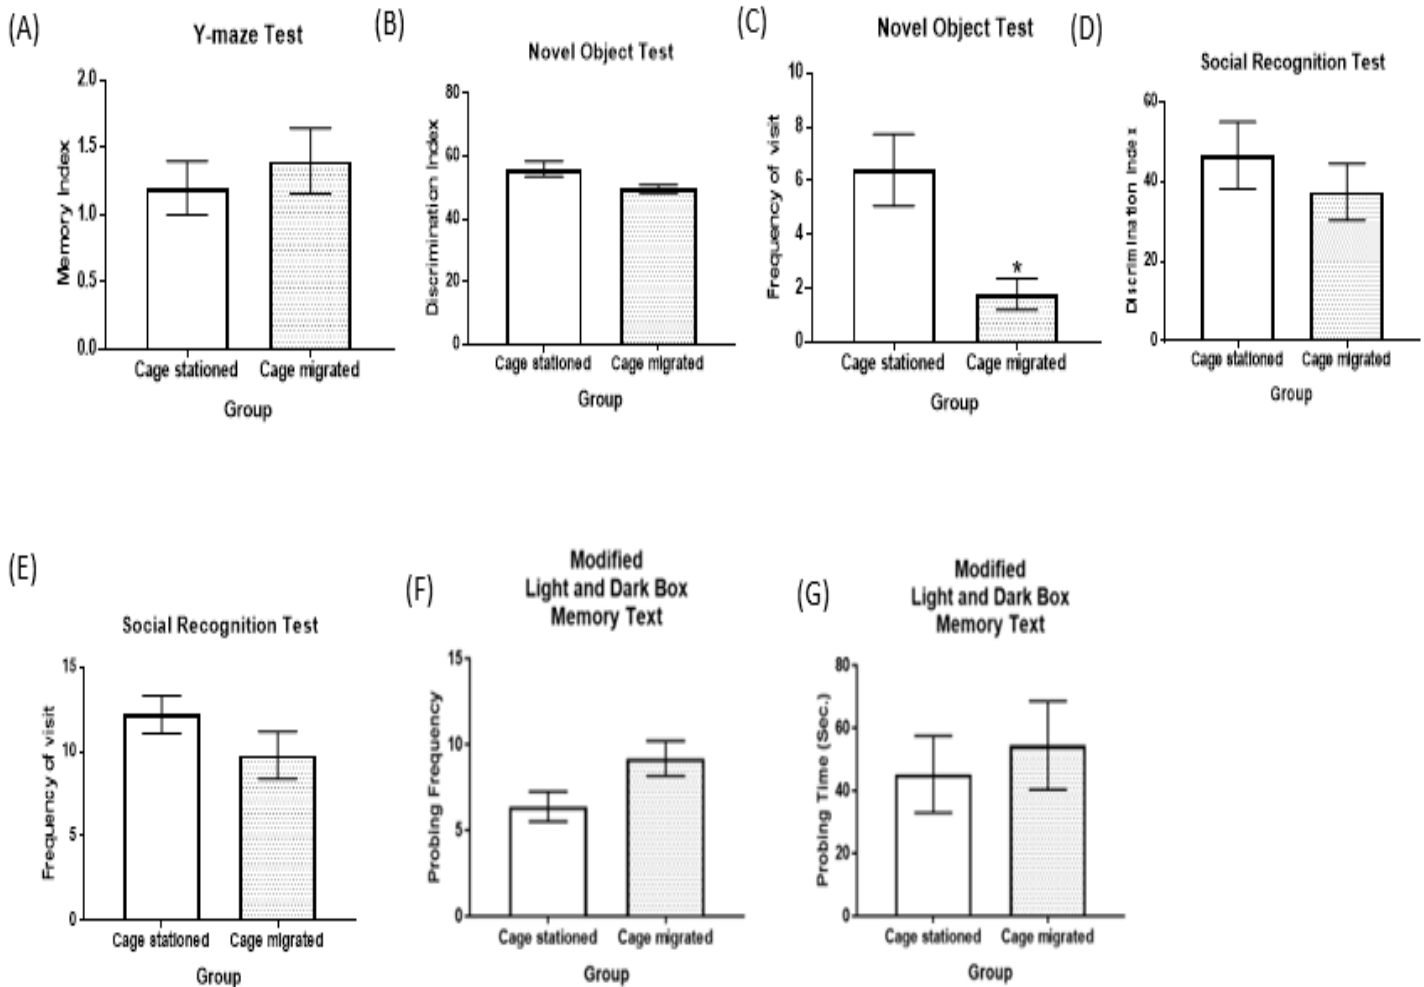 (A)
Y-maze Test
Memory Index
2.0
1.5
1.0
0.5
0.0
Cage stationed Cage migrated
Group
(B)
Novel Object Test
Discrimination Index
80
60
40
20
0
Cage stationed Cage migrated
Group
(C)
Novel Object Test
Frequency of visit
10
8
6
4
2
0
*
Cage stationed Cage migrated
Group
(D)
Social Recognition Test
Discrimination Index
60
40
20
0
Cage stationed Cage migrated
Group
(E)
Social Recognition Test
Frequency of visit
15
10
5
0
Cage stationed Cage migrated
Group
(F)
Modified
Light and Dark Box
Memory Text
Probing Frequency
15
10
5
0
Cage stationed Cage migrated
Group
(G)
Modified
Light and Dark Box
Memory Text
Probing Time (Sec.)
80
60
40
20
0
Cage stationed Cage migrated
Group